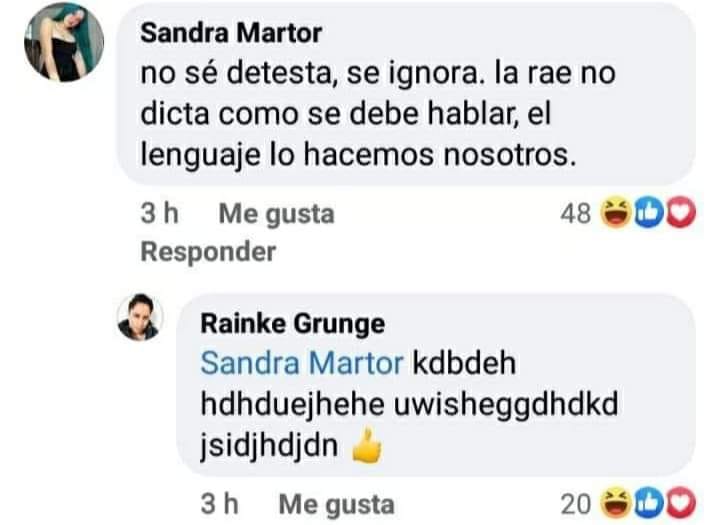 Sandra Martor
no sé detesta, se ignora. la rae no
dicta como se debe hablar, el
lenguaje lo hacemos nosotros.
3 h Me gusta 48
Responder
Rainke Grunge
Sandra Martor kdbdeh
hdhduejhehe uwisheggdhdkd
jsidjhdjdn 👍
3 h Me gusta 20